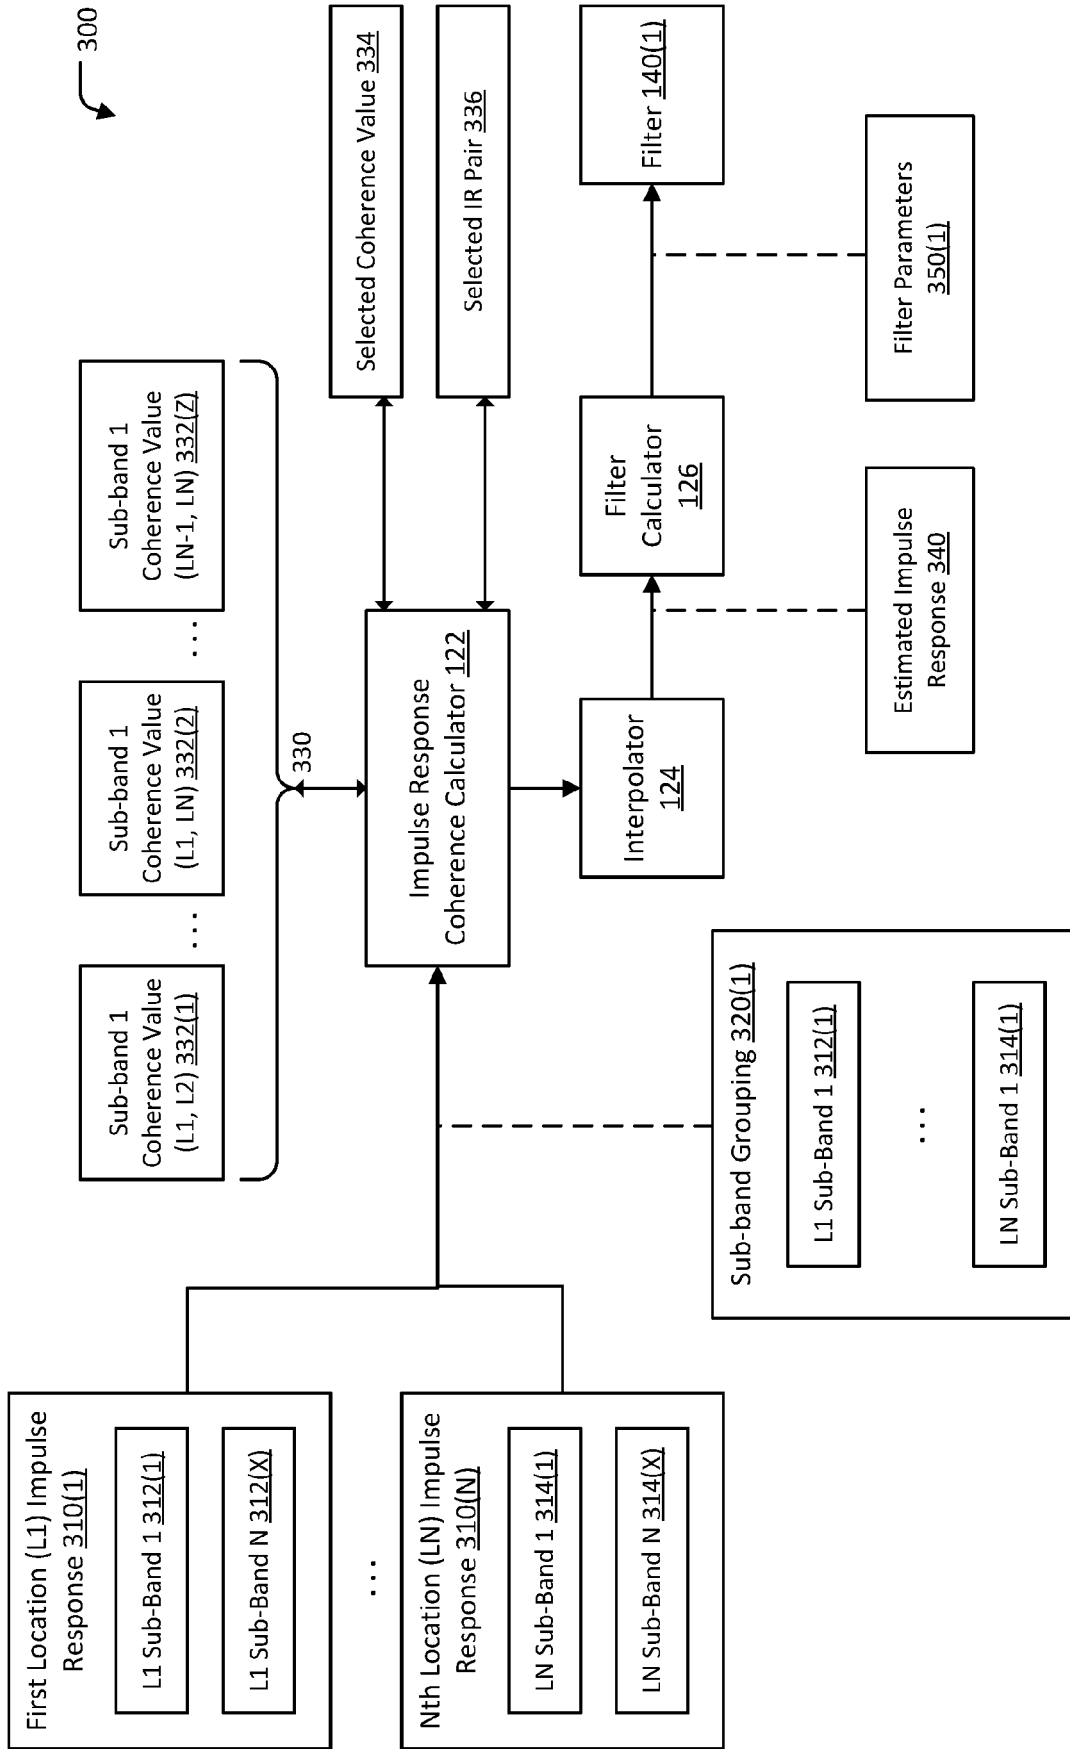 300
First Location (L1) Impulse
Response 310(1)
L1 Sub-Band 1 312(1)
L1 Sub-Band N 312(X)
...
Nth Location (LN) Impulse
Response 310(N)
LN Sub-Band 1 314(1)
LN Sub-Band N 314(X)
Sub-band 1
Coherence Value
(L1, L2) 332(1)
...
Sub-band 1
Coherence Value
(L1, LN) 332(2)
...
Sub-band 1
Coherence Value
(LN-1, LN) 332(Z)
330
Impulse Response
Coherence Calculator 122
Selected Coherence Value 334
Selected IR Pair 336
Interpolator
124
Filter
Calculator
126
Filter 140(1)
Sub-band Grouping 320(1)
L1 Sub-Band 1 312(1)
...
LN Sub-Band 1 314(1)
Estimated Impulse
Response 340
Filter Parameters
350(1)